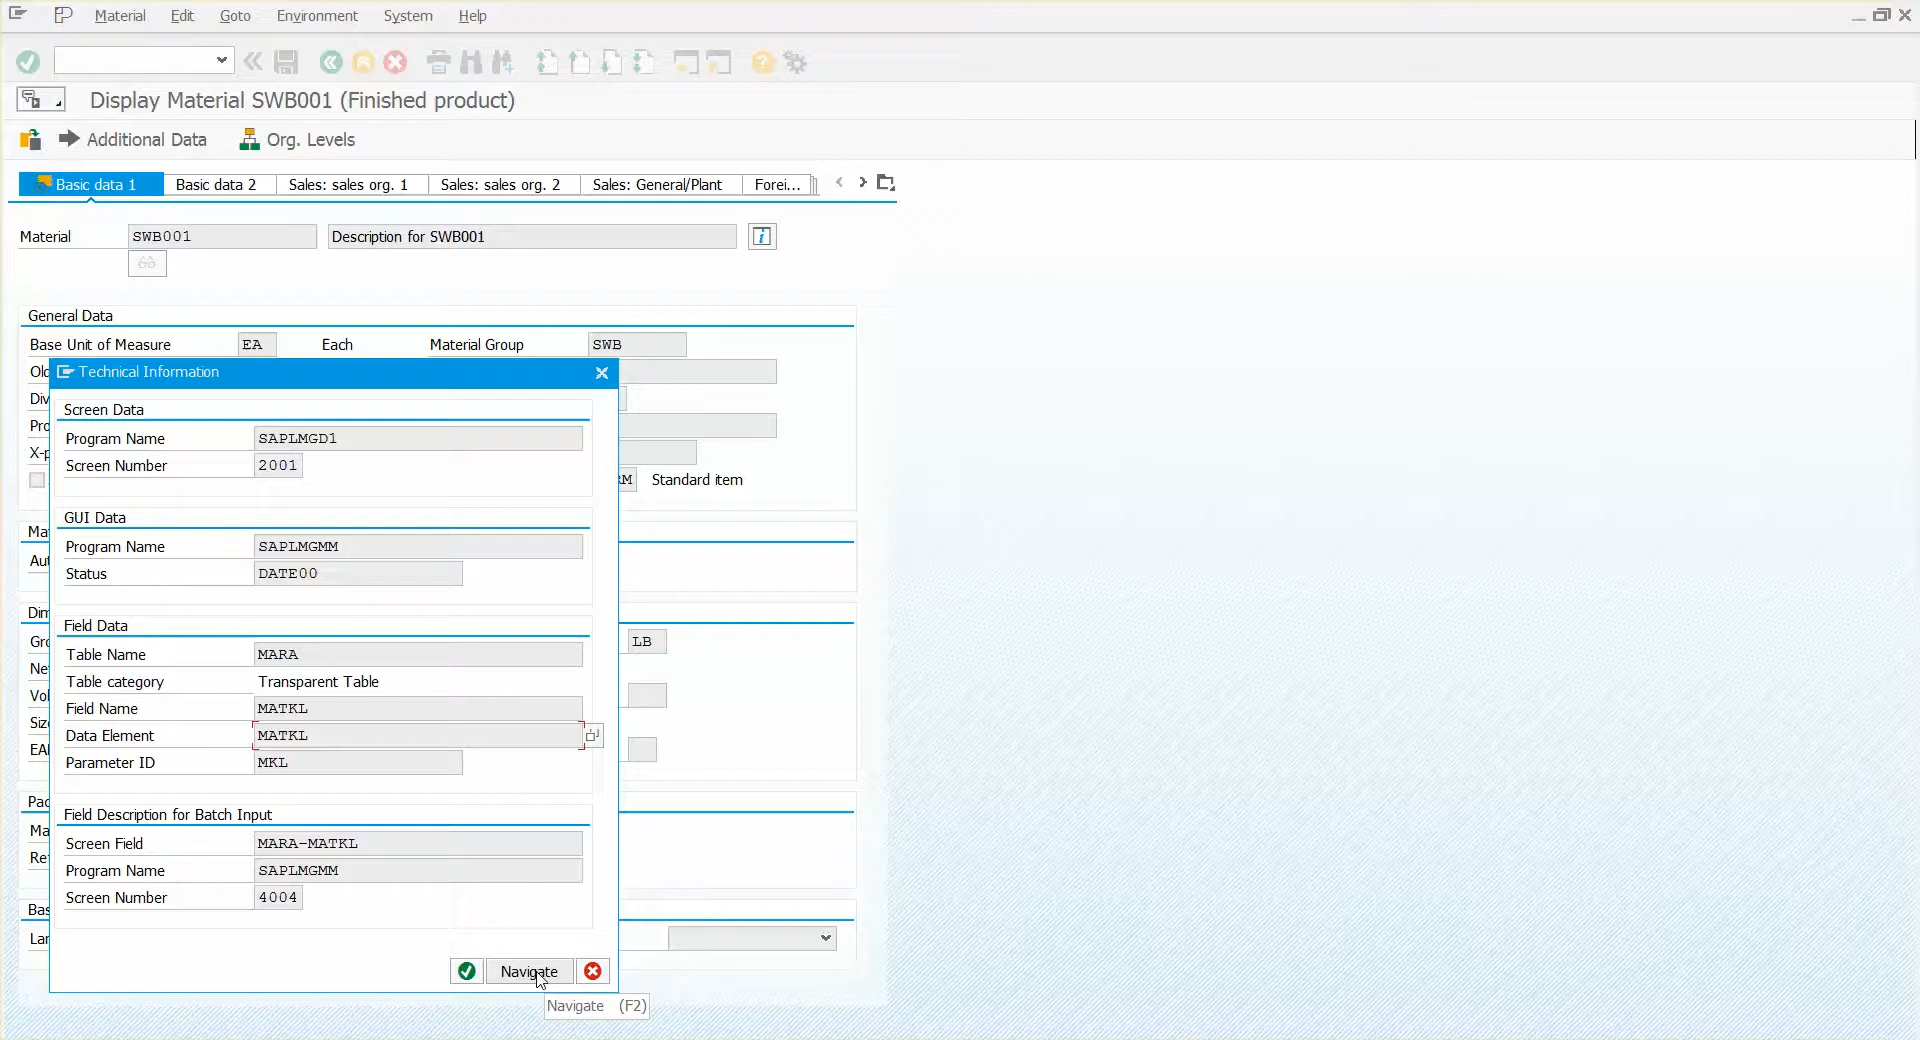 Material Edit Goto Environment System Help
Display Material SWB001 (Finished product)
Additional Data Org. Levels
Basic data 1 Basic data 2 Sales: sales org. 1 Sales: sales org. 2 Sales: General/Plant Forei...
Material SWB001 Description for SWB001
General Data
Base Unit of Measure EA Each Material Group SWB
Technical Information
Screen Data
Program Name SAPLMGD1
Screen Number 2001
Standard item
GUI Data
Program Name SAPLMGMM
Status DATE00
Field Data
LB
Table Name MARA
Table category Transparent Table
Field Name MATKL
Data Element MATKL
Parameter ID MKL
Field Description for Batch Input
Screen Field MARA-MATKL
Program Name SAPLMGMM
Screen Number 4004
Navigate
Navigate (F2)